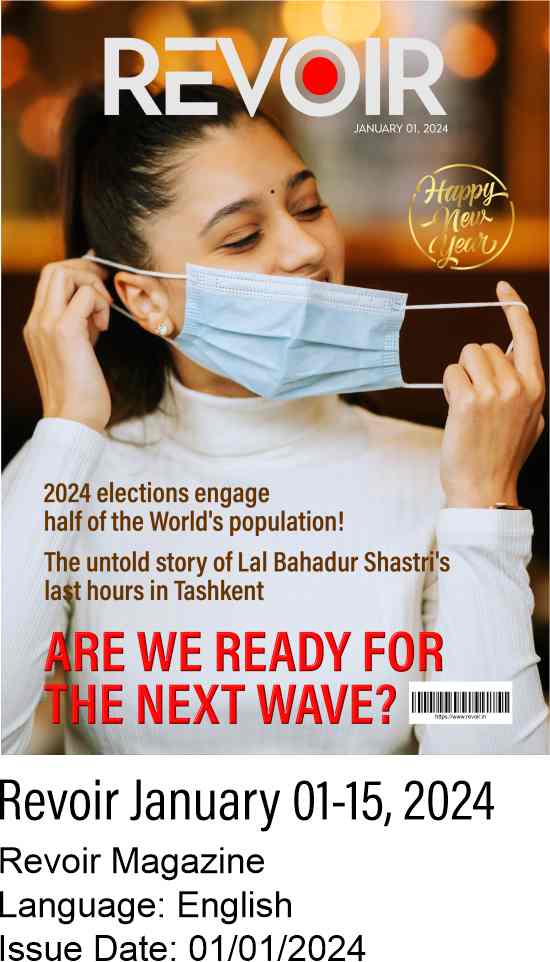 REVOIR
JANUARY 01, 2024
Happy
New
Year
2024 elections engage
half of the World's population!
The untold story of Lal Bahadur Shastri's
last hours in Tashkent
ARE WE READY FOR
THE NEXT WAVE?
https://www.revoir.in
Revoir January 01-15, 2024
Revoir Magazine
Language: English
Issue Date: 01/01/2024